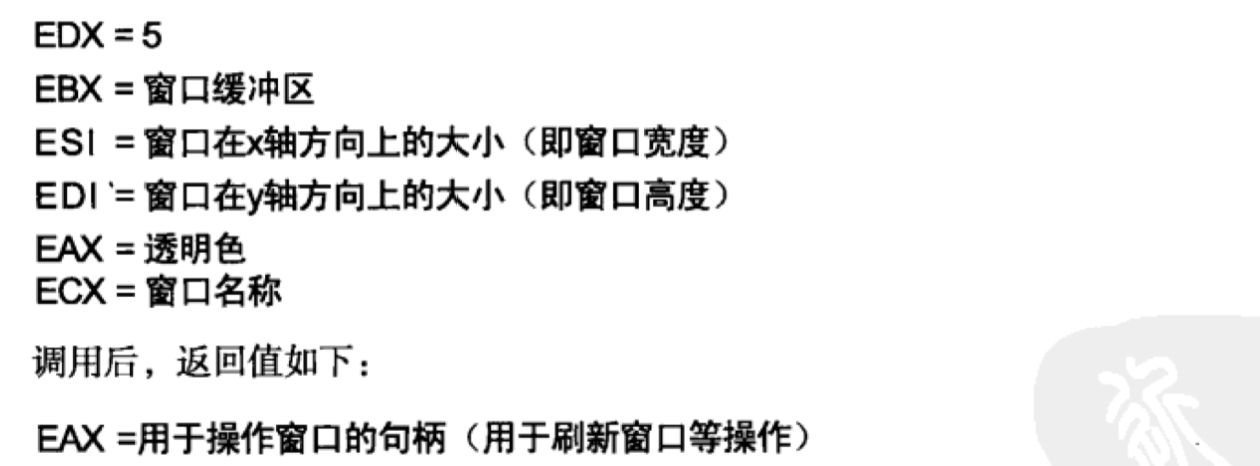 EDX = 5
EBX = 窗口缓冲区
ESI = 窗口在x轴方向上的大小（即窗口宽度）
EDI = 窗口在y轴方向上的大小（即窗口高度）
EAX = 透明色
ECX = 窗口名称
调用后，返回值如下：
EAX =用于操作窗口的句柄（用于刷新窗口等操作）